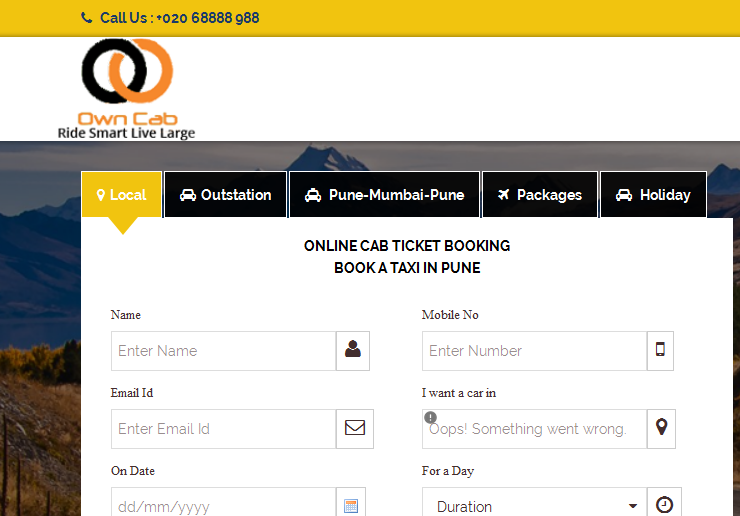 Call Us : +020 68888 988
Own Cab
Ride Smart Live Large
Local Outstation Pune-Mumbai-Pune Packages Holiday
ONLINE CAB TICKET BOOKING
BOOK A TAXI IN PUNE
Name Mobile No
Enter Name Enter Number
Email Id I want a car in
Enter Email Id Oops! Something went wrong.
On Date For a Day
dd/mm/yyyy Duration